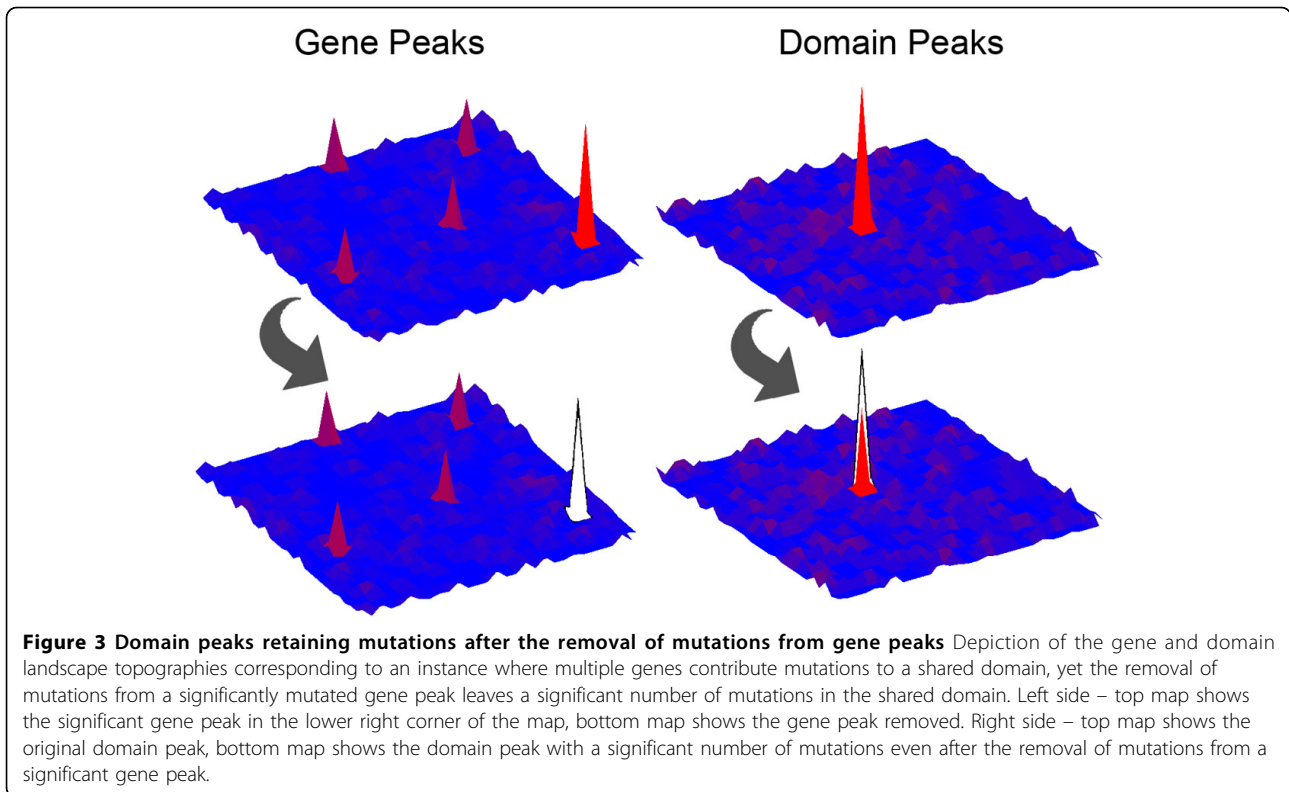 Gene Peaks
Domain Peaks
Figure 3 Domain peaks retaining mutations after the removal of mutations from gene peaks Depiction of the gene and domain
landscape topographies corresponding to an instance where multiple genes contribute mutations to a shared domain, yet the removal of
mutations from a significantly mutated gene peak leaves a significant number of mutations in the shared domain. Left side – top map shows
the significant gene peak in the lower right corner of the map, bottom map shows the gene peak removed. Right side – top map shows the
original domain peak, bottom map shows the domain peak with a significant number of mutations even after the removal of mutations from a
significant gene peak.